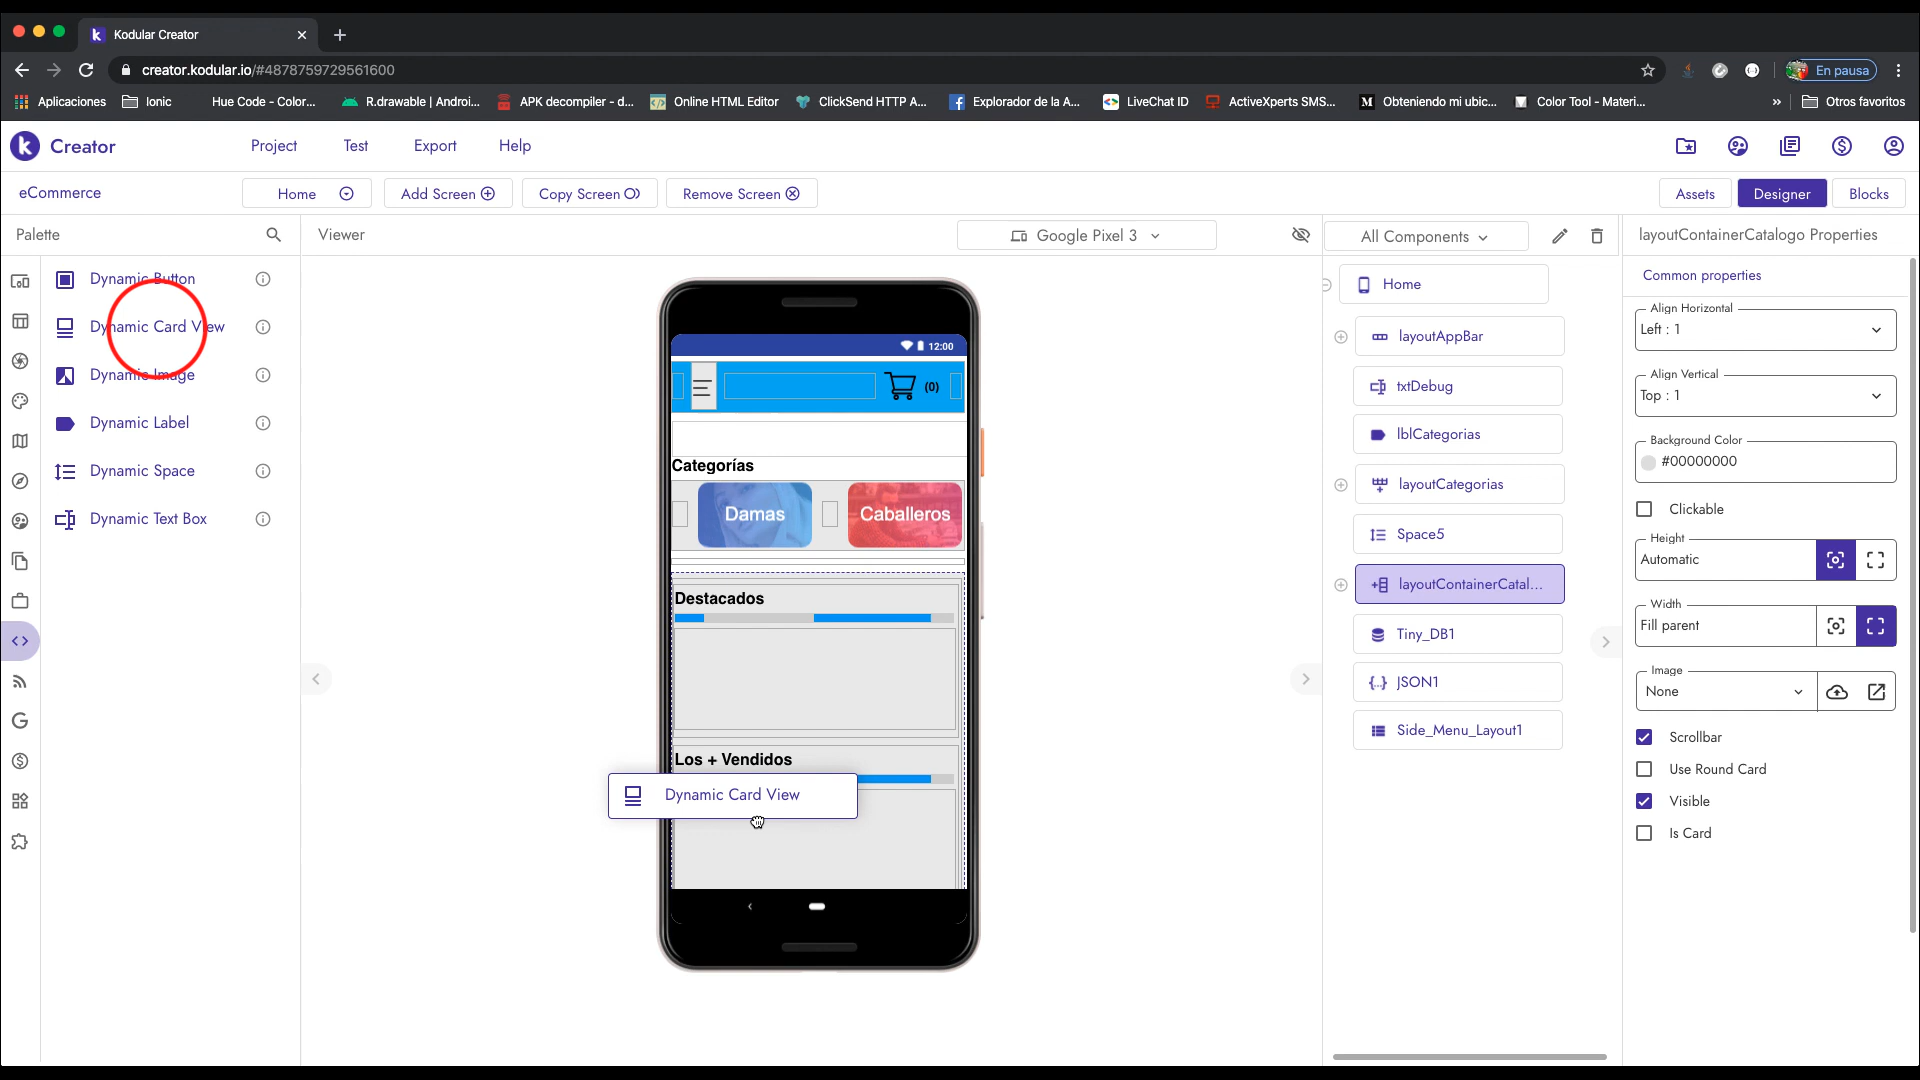 Kodular Creator
creator.kodular.io/#4878759729561600
En pausa
Aplicaciones
Ionic
Hue Code - Color...
R.drawable | Androi...
APK decompiler - d...
Online HTML Editor
ClickSend HTTP A...
Explorador de la A...
LiveChat ID
ActiveXperts SMS...
Obteniendo mi ubic...
Color Tool - Materi...
»
Otros favoritos
Creator
Project
Test
Export
Help
eCommerce
Home
Add Screen
Copy Screen
Remove Screen
Assets
Designer
Blocks
Palette
Viewer
Google Pixel 3
All Components
layoutContainerCatalogo Properties
Dynamic Button
Dynamic Card View
Dynamic Image
Dynamic Label
Dynamic Space
Dynamic Text Box
12:00
(0)
Categorías
Damas
Caballeros
Destacados
Los + Vendidos
Dynamic Card View
Home
layoutAppBar
txtDebug
lblCategorias
layoutCategorias
Space5
layoutContainerCatal...
Tiny_DB1
JSON1
Side_Menu_Layout1
Common properties
Align Horizontal
Left : 1
Align Vertical
Top : 1
Background Color
#00000000
Clickable
Height
Automatic
Width
Fill parent
Image
None
Scrollbar
Use Round Card
Visible
Is Card